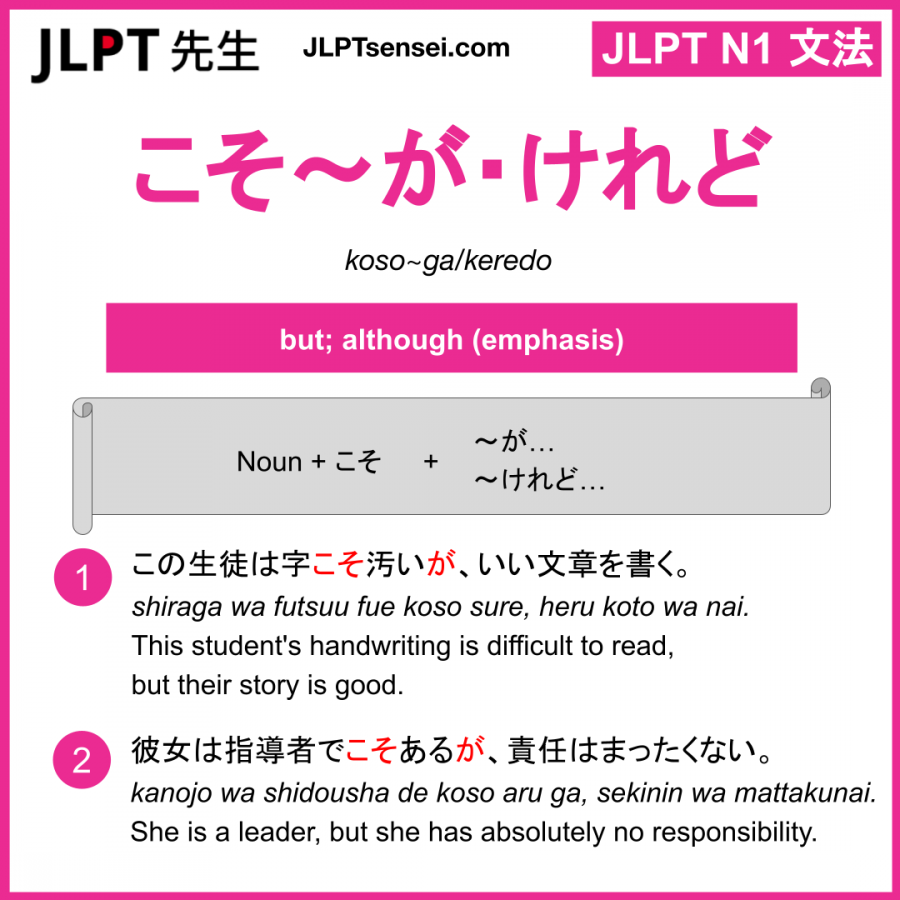 JLPT 先生
JLPTsensei.com
JLPT N1 文法
こそ～が・けれど
koso~ga/keredo
but; although (emphasis)
Noun + こそ + ～が…
～けれど…
1
この生徒は字こそ汚いが、いい文章を書く。
shiraga wa futsuu fue koso sure, heru koto wa nai.
This student's handwriting is difficult to read,
but their story is good.
2
彼女は指導者でこそあるが、責任はまったくない。
kanojo wa shidousha de koso aru ga, sekinin wa mattakunai.
She is a leader, but she has absolutely no responsibility.